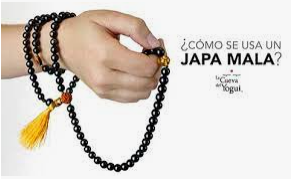 ¿CÓMO SE USA UN
JAPA MALA?
la Cueva
del Yogui.